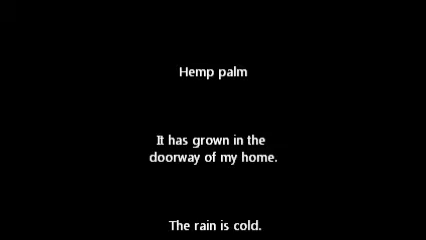 Hemp palm
It has grown in the
doorway of my home.
The rain is cold.